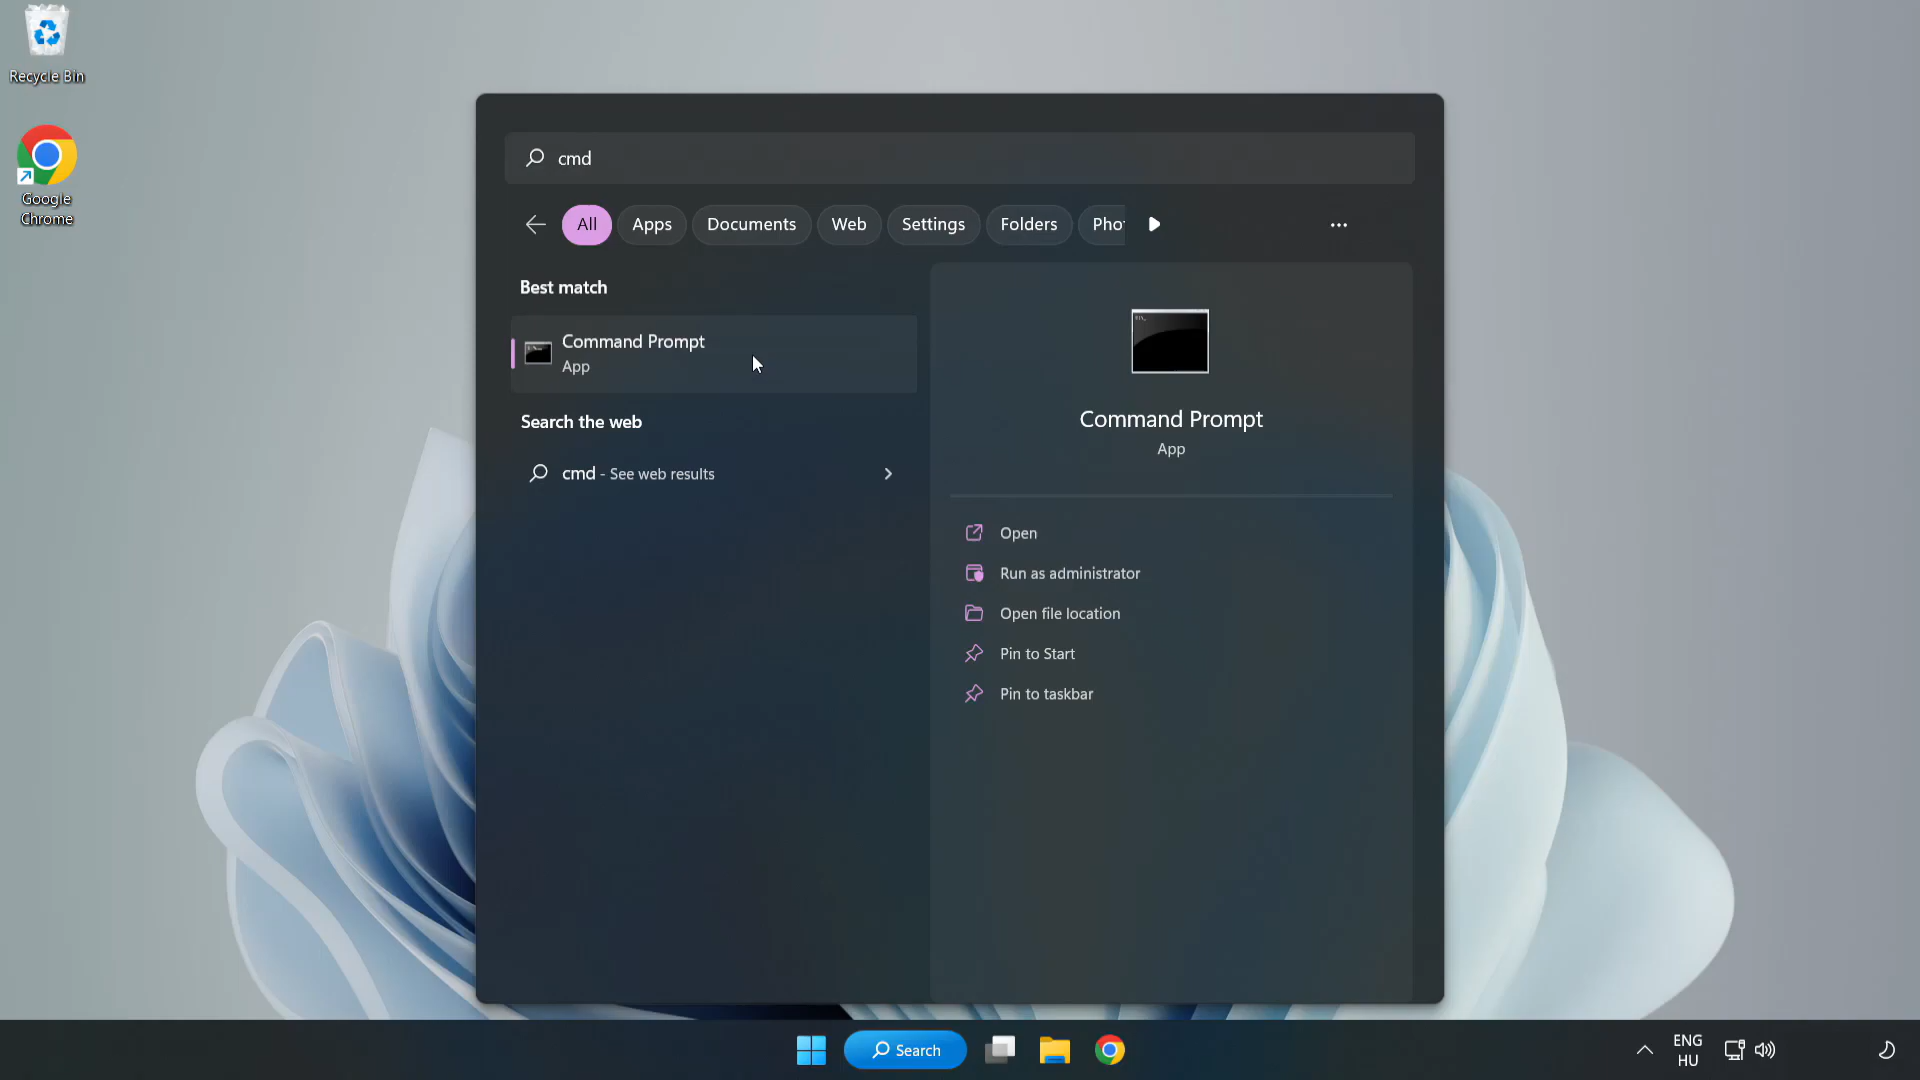 Recycle Bin
Google
Chrome
cmd
All
Apps
Documents
Web
Settings
Folders
Best match
Command Prompt
App
Search the web
cmd - See web results
Command Prompt
App
Open
Run as administrator
Open file location
Pin to Start
Pin to taskbar
Search
ENG
HU